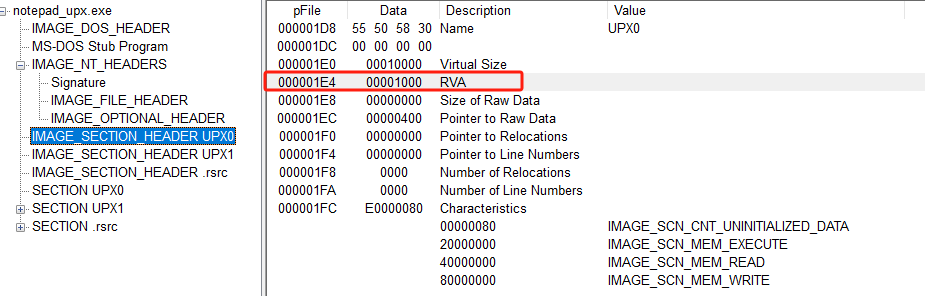 notepad_upx.exe
IMAGE_DOS_HEADER
MS-DOS Stub Program
IMAGE_NT_HEADERS
Signature
IMAGE_FILE_HEADER
IMAGE_OPTIONAL_HEADER
IMAGE_SECTION_HEADER UPX0
IMAGE_SECTION_HEADER UPX1
IMAGE_SECTION_HEADER .rsrc
SECTION UPX0
SECTION UPX1
SECTION .rsrc
pFile Data Description Value
000001D8 55 50 58 30 Name UPX0
000001DC 00 00 00 00
000001E0 00010000 Virtual Size
000001E4 00001000 RVA
000001E8 00000000 Size of Raw Data
000001EC 00000400 Pointer to Raw Data
000001F0 00000000 Pointer to Relocations
000001F4 00000000 Pointer to Line Numbers
000001F8 0000 Number of Relocations
000001FA 0000 Number of Line Numbers
000001FC E0000080 Characteristics
00000080 IMAGE_SCN_CNT_UNINITIALIZED_DATA
20000000 IMAGE_SCN_MEM_EXECUTE
40000000 IMAGE_SCN_MEM_READ
80000000 IMAGE_SCN_MEM_WRITE